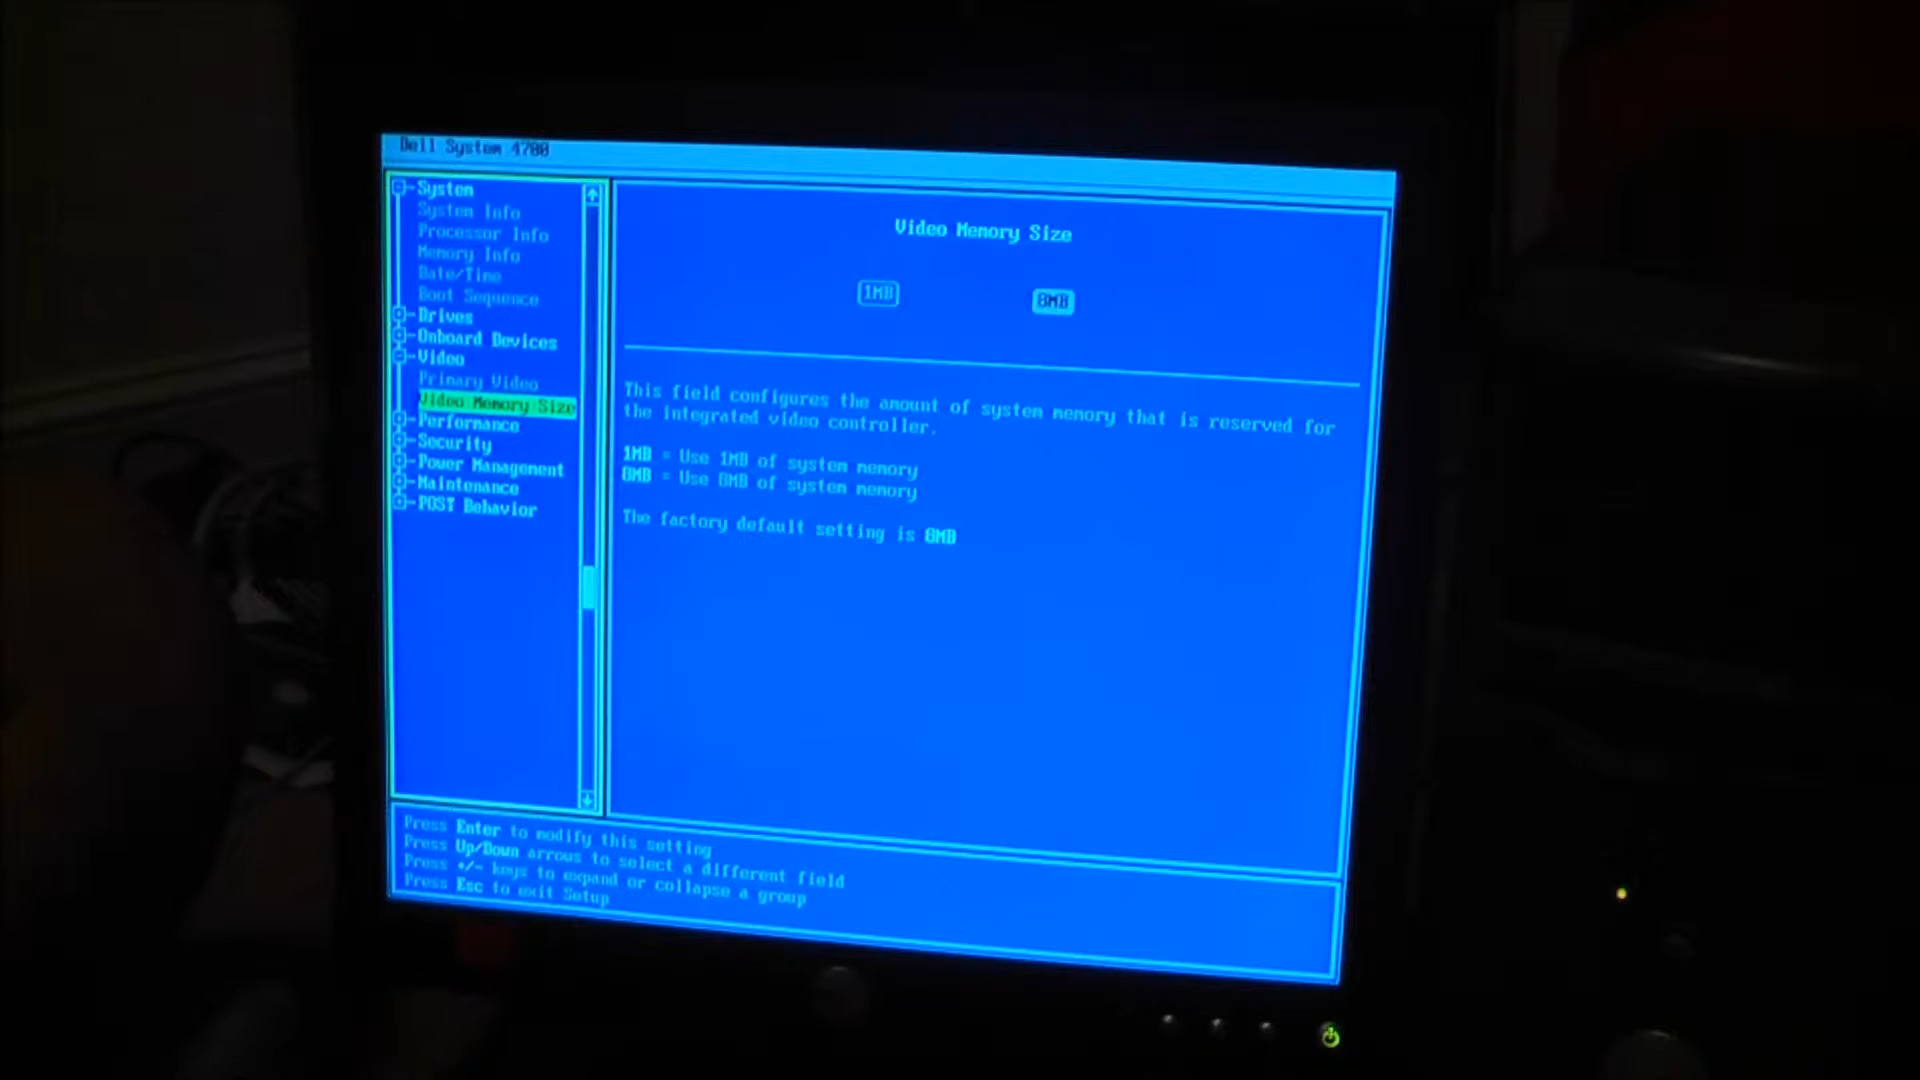 Dell System 4700
System
System Info
Processor Info
Memory Info
Date/Time
Boot Sequence
Drives
Onboard Devices
Video
Primary Video
Video Memory Size
Performance
Security
Power Management
Maintenance
POST Behavior
Video Memory Size
1MB 8MB
This field configures the amount of system memory that is reserved for
the integrated video controller.
1MB = Use 1MB of system memory
8MB = Use 8MB of system memory
The factory default setting is 8MB
Press Enter to modify this setting
Press Up/Down arrows to select a different field
Press +/- keys to expand or collapse a group
Press Esc to exit Setup